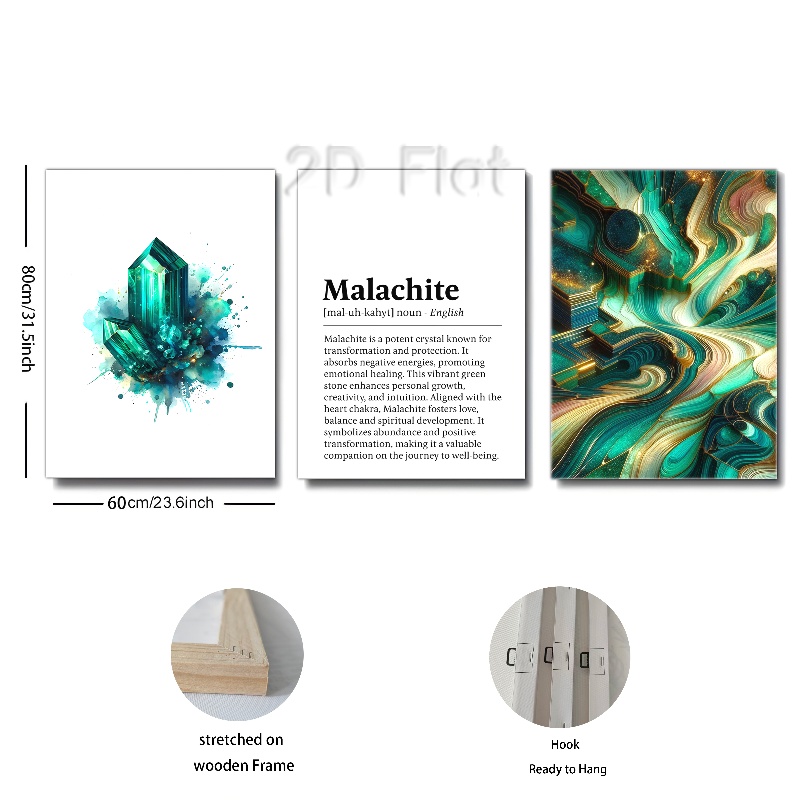 2D Flat
80cm/31.5inch
Malachite
[mal-uh-kahyt] noun - English
Malachite is a potent crystal known for
transformation and protection. It
absorbs negative energies, promoting
emotional healing. This vibrant green
stone enhances personal growth,
creativity, and intuition. Aligned with the
heart chakra, Malachite fosters love,
balance and spiritual development. It
symbolizes abundance and positive
transformation, making it a valuable
companion on the journey to well-being.
60cm/23.6inch
stretched on
wooden Frame
Hook
Ready to Hang